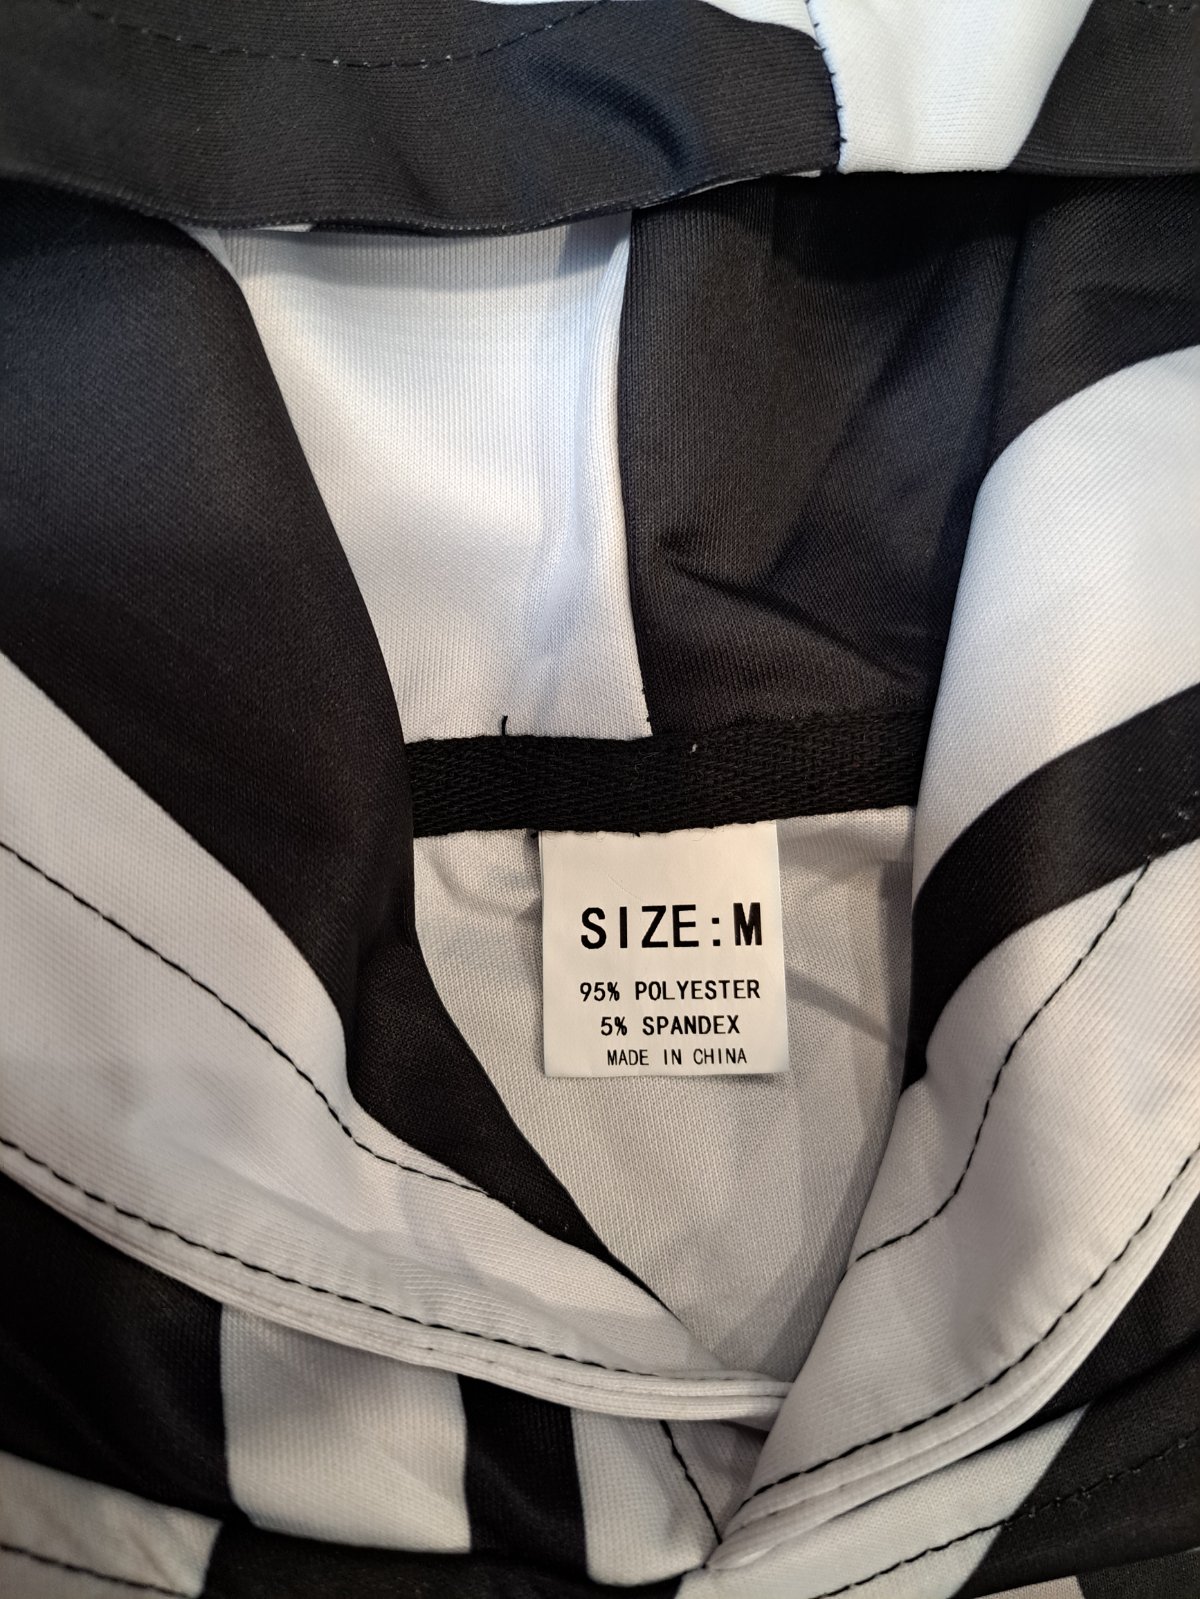 SIZE:M
95% POLYESTER
5% SPANDEX
MADE IN CHINA